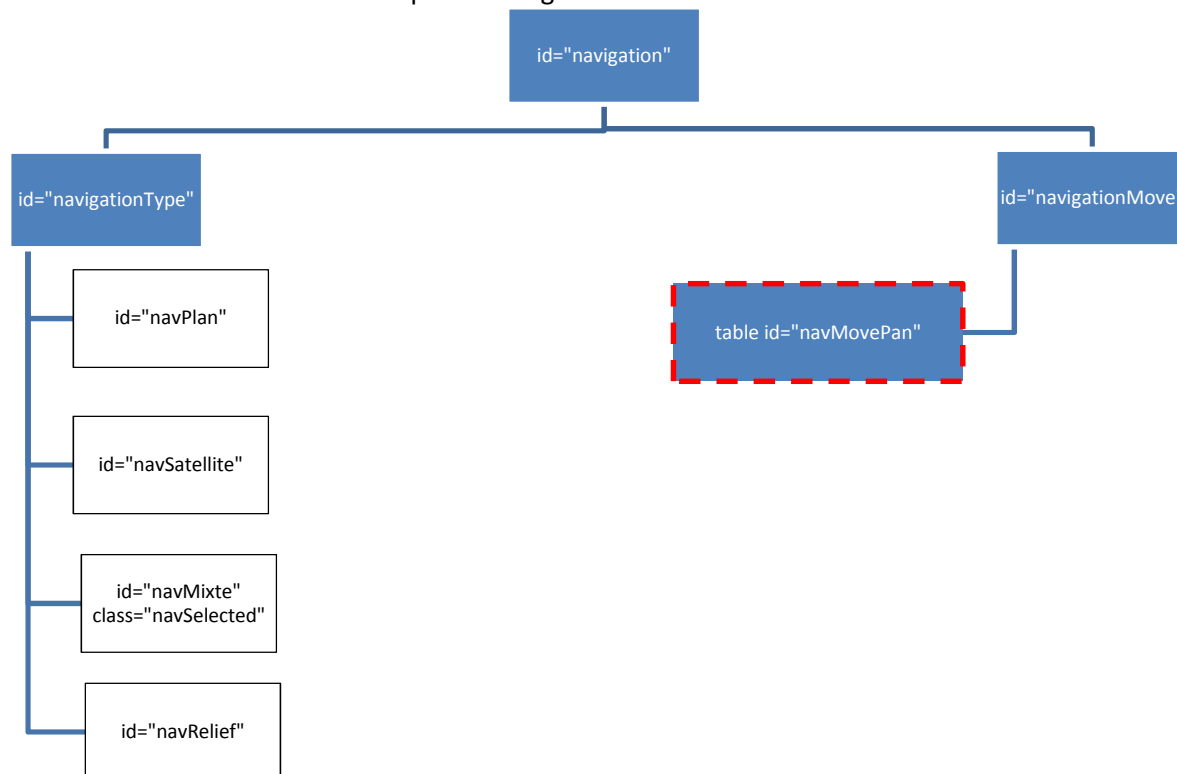 id="navigation"
id="navigationType"
id="navigationMove
id="navPlan"
table id="navMovePan"
id="navSatellite"
id="navMixte"
class="navSelected"
id="navRelief"